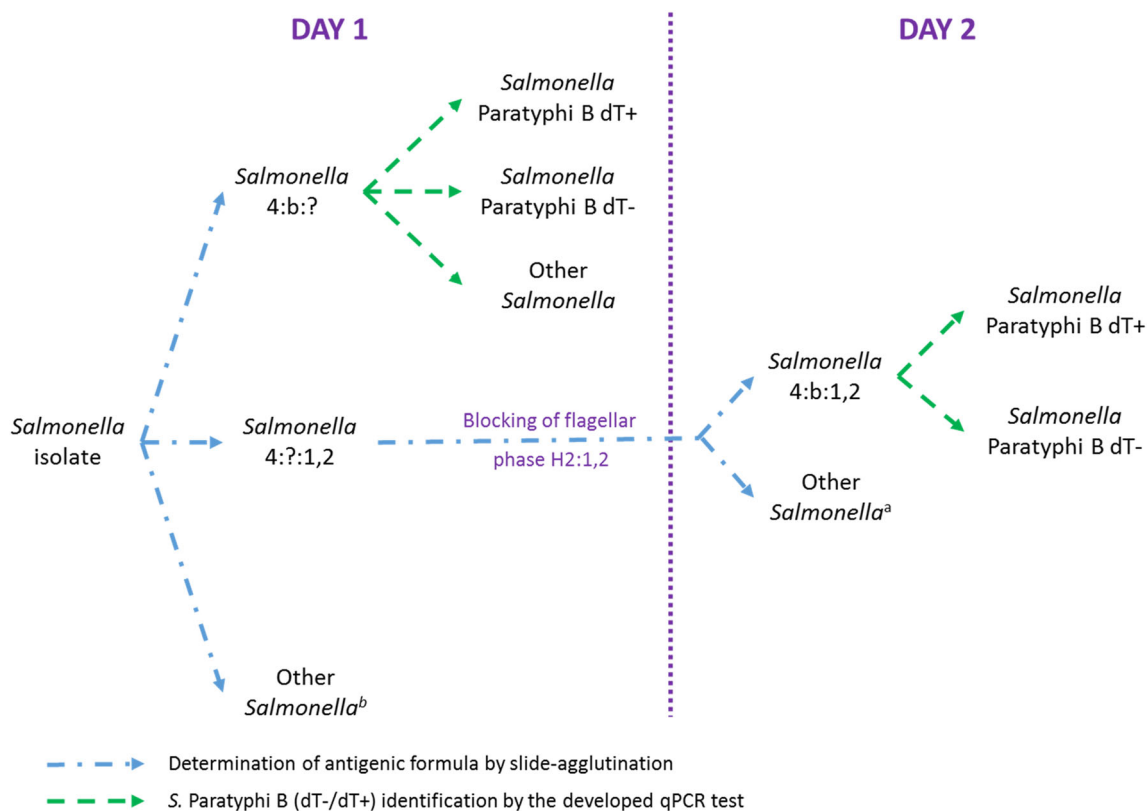 DAY 1
DAY 2
Salmonella
Paratyphi B dT+
Salmonella
4:b:?
Salmonella
Paratyphi B dT-
Other
Salmonella
Salmonella
Paratyphi B dT+
Salmonella
4:b:1,2
Salmonella
isolate
Salmonella
4:?:1,2
Blocking of flagellar
phase H2:1,2
Salmonella
Paratyphi B dT-
Other
Salmonellaᵃ
Other
Salmonellaᵇ
Determination of antigenic formula by slide-agglutination
S. Paratyphi B (dT-/dT+) identification by the developed qPCR test